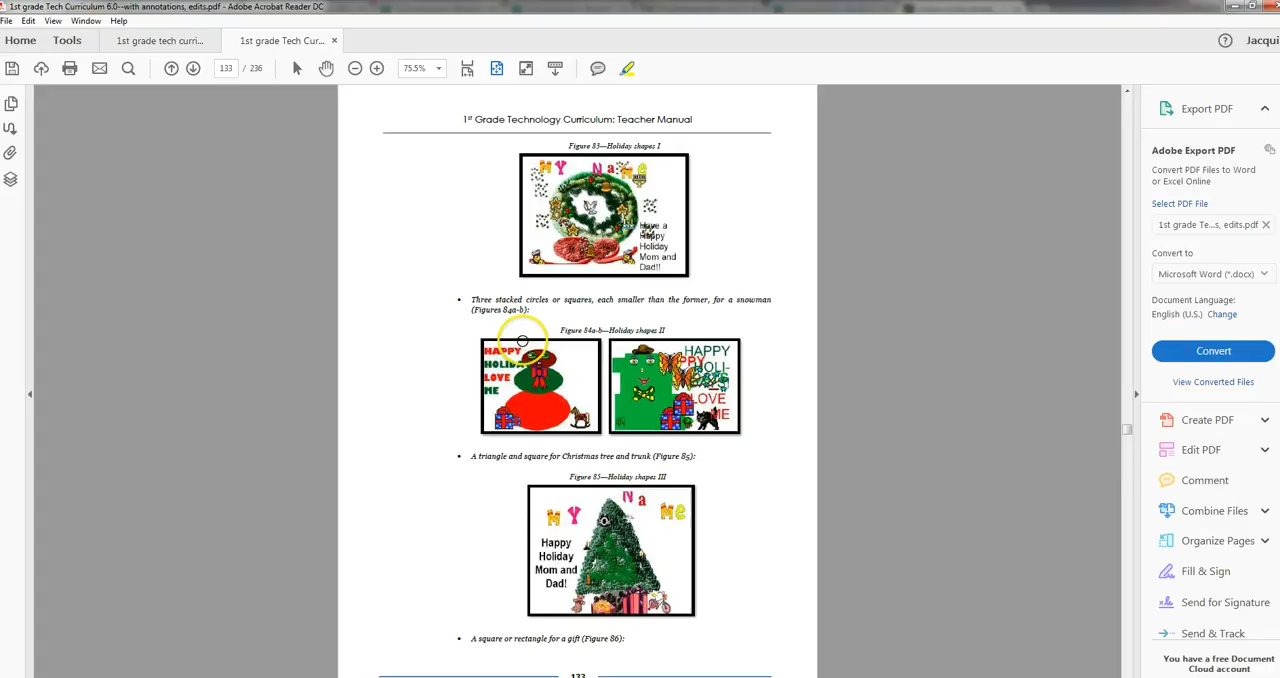 1st grade Tech Curriculum 6.0--with annotations, edits.pdf - Adobe Acrobat Reader DC
File Edit View Window Help
Home Tools 1st grade tech curri... 1st grade Tech Cur... ×
Jacqui
133 / 236 75.5%
Export PDF
1st Grade Technology Curriculum: Teacher Manual
Figure 83—Holiday shapes I
MY NaMe
Have a
Happy
Holiday
Mom and
Dad!!
• Three stacked circles or squares, each smaller than the former, for a snowman
(Figures 84a-b):
Figure 84a-b—Holiday shapes II
HAPPY
HOLIDAY
LOVE
ME
HAPPY
HOLI-
LOVE
ME
• A triangle and square for Christmas tree and trunk (Figure 85):
Figure 85—Holiday shapes III
MY Na Me
Happy
Holiday
Mom and
Dad!
• A square or rectangle for a gift (Figure 86):
133
Adobe Export PDF
Convert PDF Files to Word
or Excel Online
Select PDF File
1st grade Te...s, edits.pdf ×
Convert to
Microsoft Word (*.docx)
Document Language:
English (U.S.) Change
Convert
View Converted Files
Create PDF
Edit PDF
Comment
Combine Files
Organize Pages
Fill & Sign
Send for Signature
Send & Track
You have a free Document
Cloud account